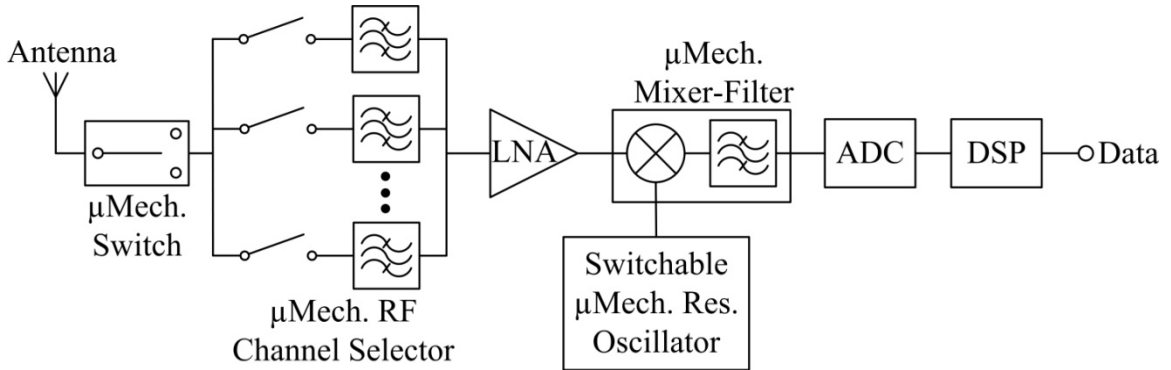 Antenna
µMech.
Switch
µMech. RF
Channel Selector
LNA
µMech.
Mixer-Filter
Switchable
µMech. Res.
Oscillator
ADC
DSP
Data